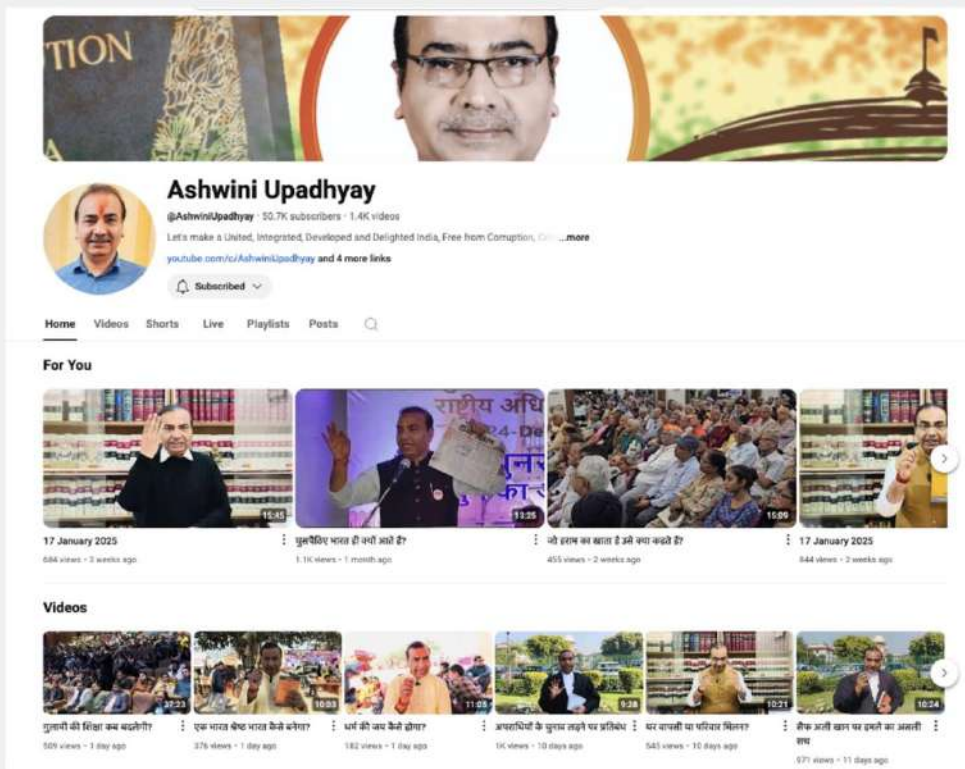 TION
Ashwini Upadhyay
@AshwiniUpadhyay · 50.7K subscribers · 1.4K videos
Let's make a United, Integrated, Developed and Delighted India, Free from Corruption, ...more
youtube.com/c/AshwiniUpadhyay and 4 more links
Subscribed
Home Videos Shorts Live Playlists Posts
For You
राष्ट्रीय अधि
24-De
15:45 13:25 15:09
17 January 2025 घुसपैठिए भारत ही क्यों आते हैं? जो हराम का खाता है उसे क्या कहते हैं? 17 January 2025
684 views · 2 weeks ago 1.1K views · 1 month ago 455 views · 2 weeks ago 844 views · 2 weeks ago
Videos
37:23 10:03 11:05 9:28 10:21 10:24
गुलामी की शिक्षा कब बदलेगी? एक भारत श्रेष्ठ भारत कैसे बनेगा? धर्म की जय कैसे होगा? अपराधियों के चुनाव लड़ने पर प्रतिबंध घर वापसी या परिवार मिलन? सैफ अली खान पर हमले का असली
सच
509 views · 1 day ago 376 views · 1 day ago 182 views · 1 day ago 1K views · 10 days ago 545 views · 10 days ago
971 views · 11 days ago